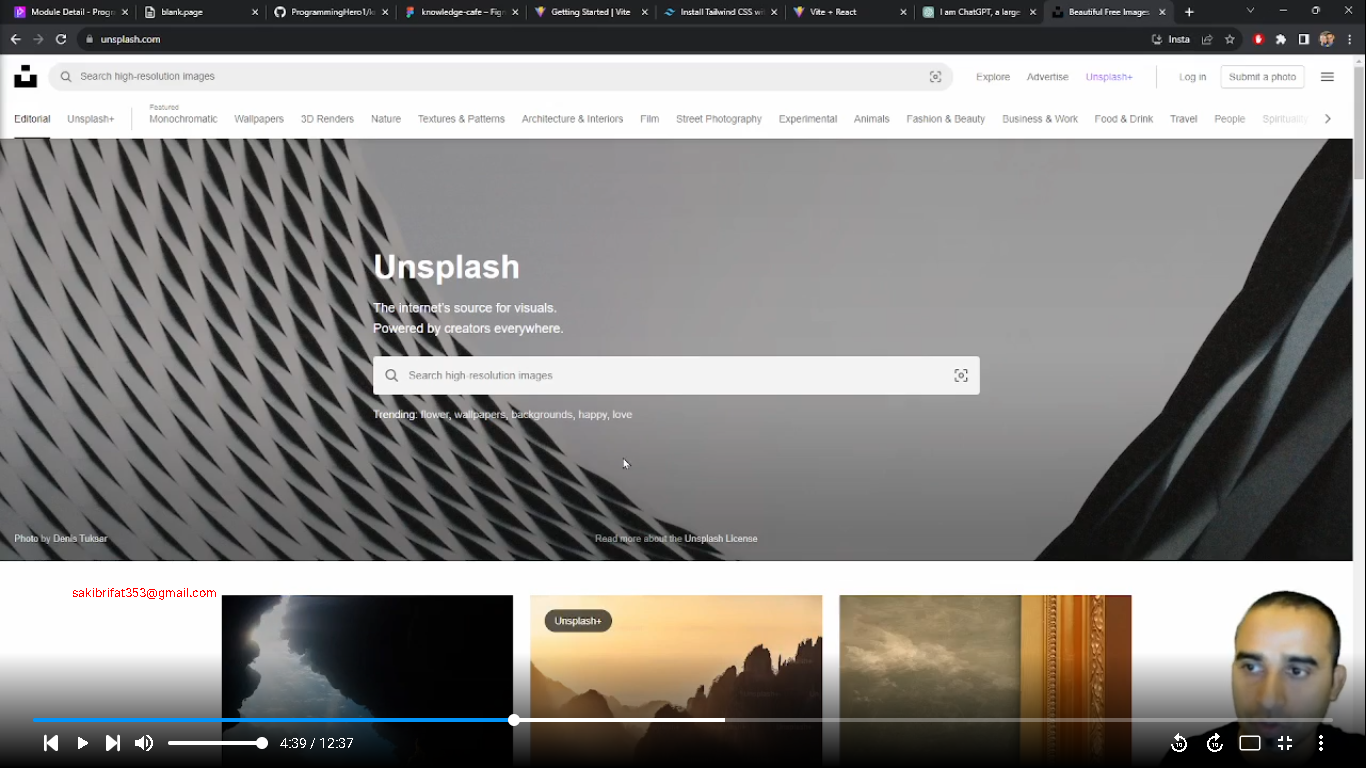 Module Detail - Progr
blank.page
ProgrammingHero1/k
knowledge-cafe – Fig
Getting Started | Vite
Install Tailwind CSS wi
Vite + React
I am ChatGPT, a large
Beautiful Free Images
unsplash.com
Insta
Search high-resolution images
Explore
Advertise
Unsplash+
Log in
Submit a photo
Editorial
Unsplash+
Featured
Monochromatic
Wallpapers
3D Renders
Nature
Textures & Patterns
Architecture & Interiors
Film
Street Photography
Experimental
Animals
Fashion & Beauty
Business & Work
Food & Drink
Travel
People
Spirituality
Unsplash
The internet's source for visuals.
Powered by creators everywhere.
Search high-resolution images
Trending: flower, wallpapers, backgrounds, happy, love
Photo by Denis Tuksar
Read more about the Unsplash License
sakibrifat353@gmail.com
Unsplash+
4:39 / 12:37
10
10